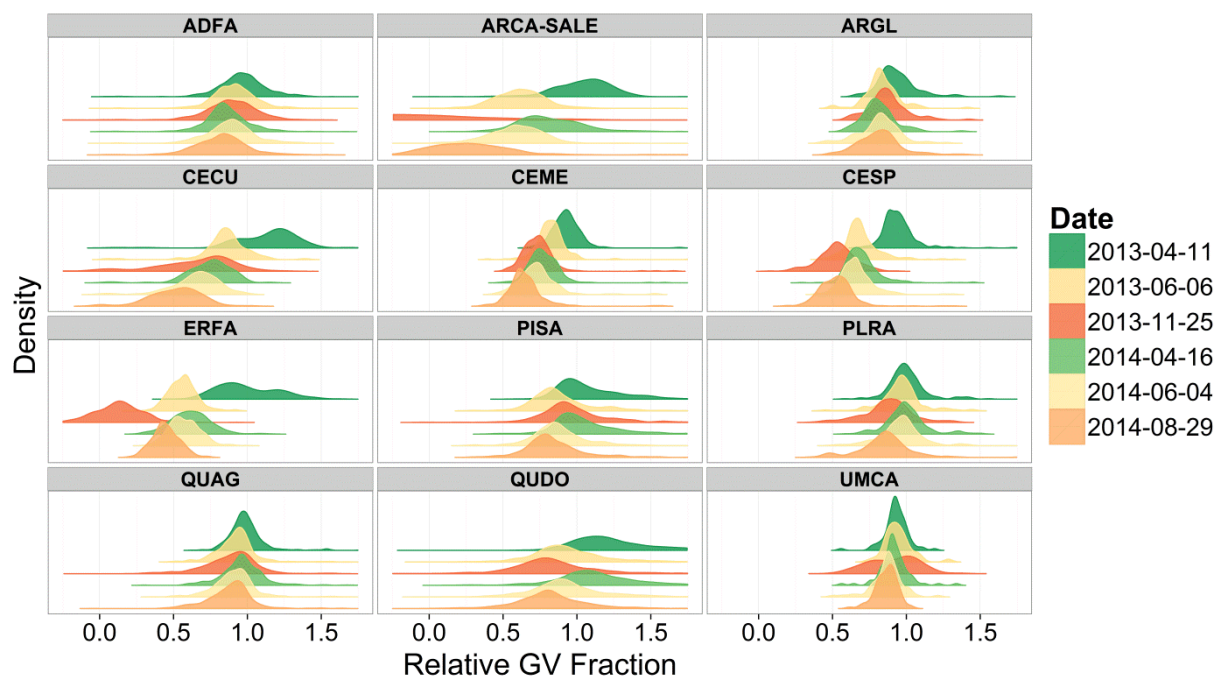 ADFA ARCA-SALE ARGL
CECU CEME CESP
ERFA PISA PLRA
QUAG QUDO UMCA
Density
0.0 0.5 1.0 1.5 0.0 0.5 1.0 1.5 0.0 0.5 1.0 1.5
Relative GV Fraction
Date
2013-04-11
2013-06-06
2013-11-25
2014-04-16
2014-06-04
2014-08-29